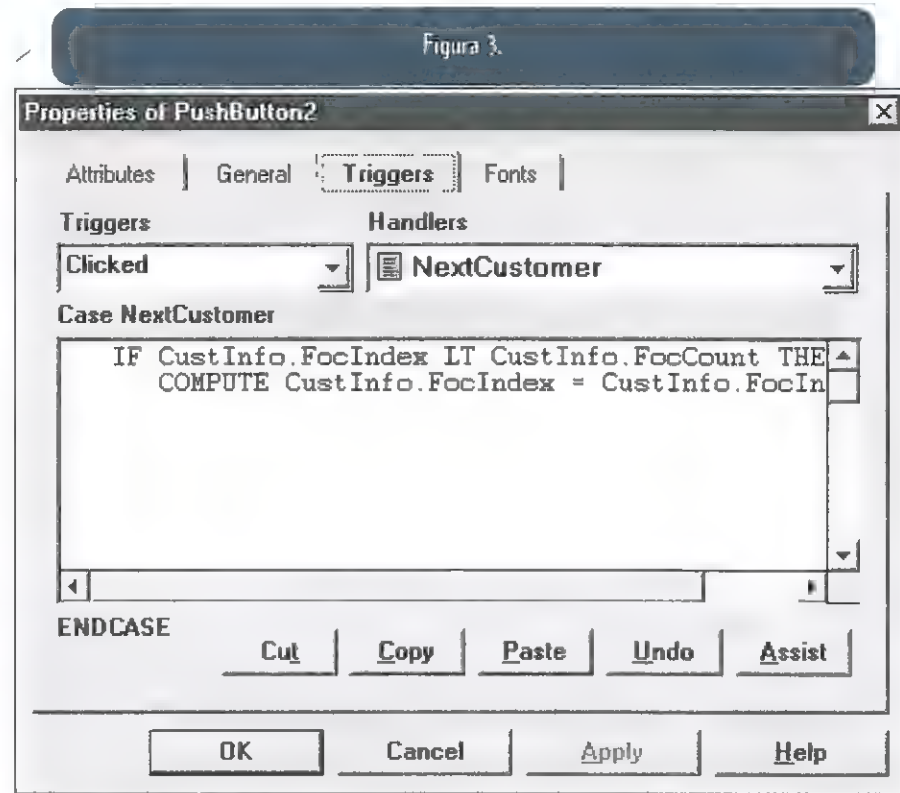 Figura 3.
Properties of PushButton2
Attributes General Triggers Fonts
Triggers Handlers
Clicked NextCustomer
Case NextCustomer
IF CustInfo.FocIndex LT CustInfo.FocCount THE
COMPUTE CustInfo.FocIndex = CustInfo.FocIn
ENDCASE
Cut Copy Paste Undo Assist
OK Cancel Apply Help